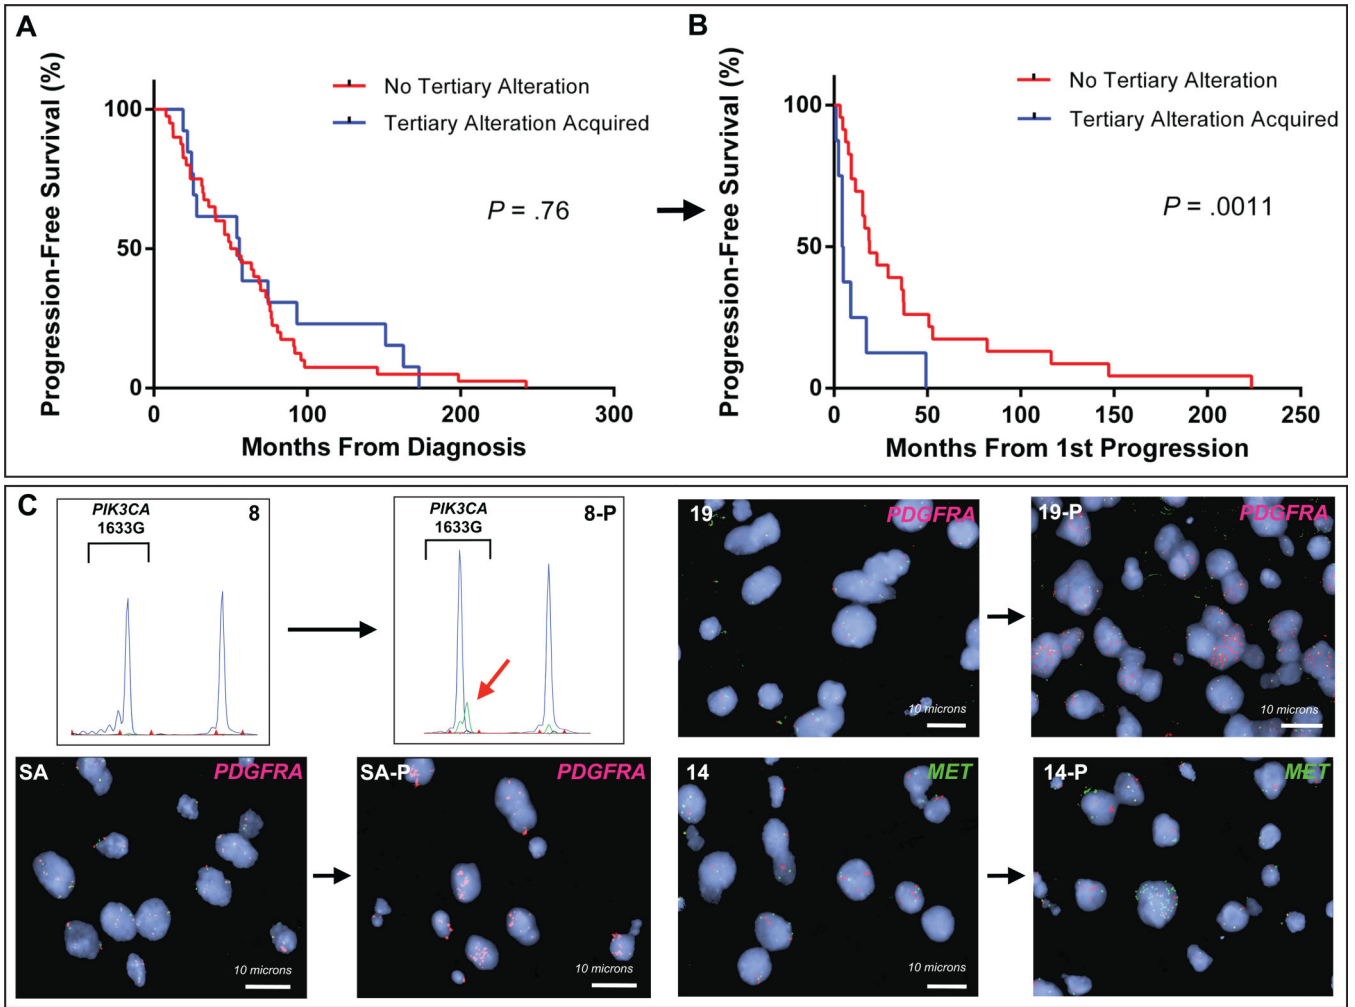 A
Progression-Free Survival (%)
No Tertiary Alteration
Tertiary Alteration Acquired
P = .76
100
50
0
0 100 200 300
Months From Diagnosis
B
Progression-Free Survival (%)
No Tertiary Alteration
Tertiary Alteration Acquired
P = .0011
100
50
0
0 50 100 150 200 250
Months From 1st Progression
C
PIK3CA
1633G
8
PIK3CA
1633G
8-P
19
PDGFRA
10 microns
19-P
PDGFRA
10 microns
SA
PDGFRA
10 microns
SA-P
PDGFRA
10 microns
14
MET
10 microns
14-P
MET
10 microns